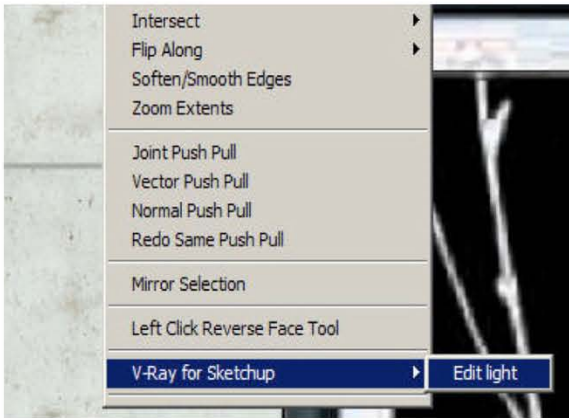 Intersect
Flip Along
Soften/Smooth Edges
Zoom Extents
Joint Push Pull
Vector Push Pull
Normal Push Pull
Redo Same Push Pull
Mirror Selection
Left Click Reverse Face Tool
V-Ray for Sketchup
Edit light